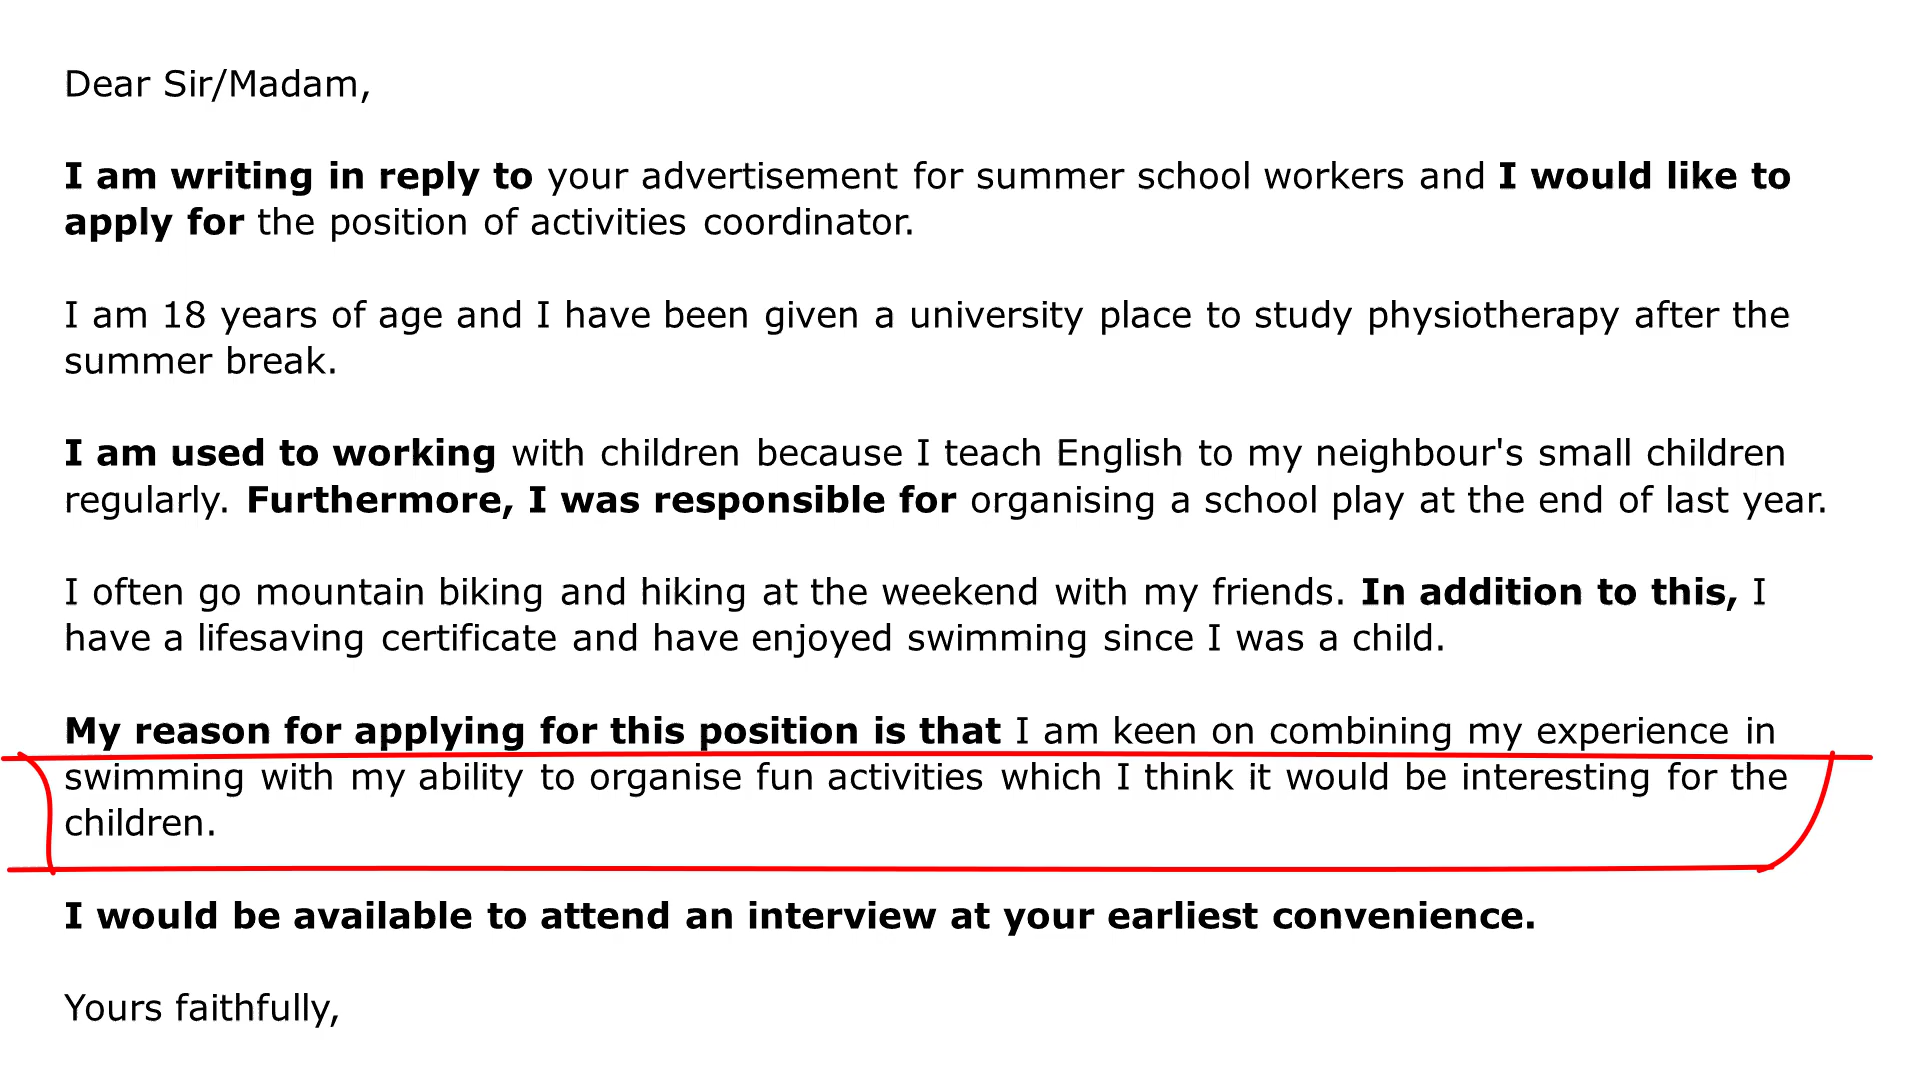 Dear Sir/Madam,
I am writing in reply to your advertisement for summer school workers and I would like to
apply for the position of activities coordinator.
I am 18 years of age and I have been given a university place to study physiotherapy after the
summer break.
I am used to working with children because I teach English to my neighbour's small children
regularly. Furthermore, I was responsible for organising a school play at the end of last year.
I often go mountain biking and hiking at the weekend with my friends. In addition to this, I
have a lifesaving certificate and have enjoyed swimming since I was a child.
My reason for applying for this position is that I am keen on combining my experience in
swimming with my ability to organise fun activities which I think it would be interesting for the
children.
I would be available to attend an interview at your earliest convenience.
Yours faithfully,